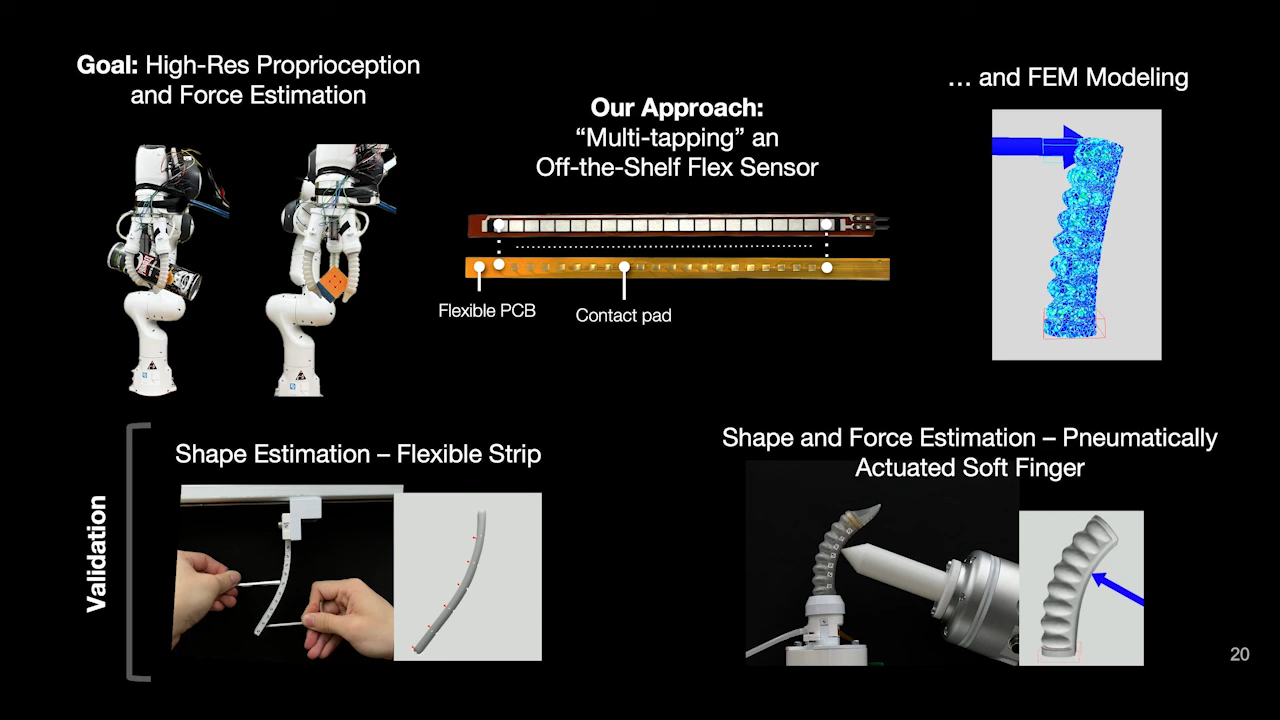 Goal: High-Res Proprioception
and Force Estimation
Our Approach:
“Multi-tapping” an
Off-the-Shelf Flex Sensor
Flexible PCB
Contact pad
… and FEM Modeling
Validation
Shape Estimation – Flexible Strip
Shape and Force Estimation – Pneumatically
Actuated Soft Finger
20